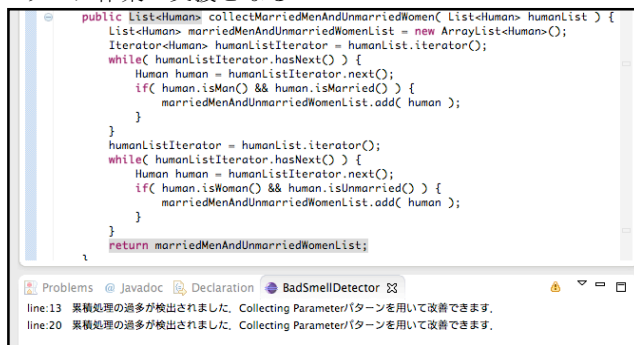 public List<Human> collectMarriedMenAndUnmarriedWomen( List<Human> humanList ) {
List<Human> marriedMenAndUnmarriedWomenList = new ArrayList<Human>();
Iterator<Human> humanListIterator = humanList.iterator();
while( humanListIterator.hasNext() ) {
Human human = humanListIterator.next();
if( human.isMan() && human.isMarried() ) {
marriedMenAndUnmarriedWomenList.add( human );
}
}
humanListIterator = humanList.iterator();
while( humanListIterator.hasNext() ) {
Human human = humanListIterator.next();
if( human.isWoman() && human.isUnmarried() ) {
marriedMenAndUnmarriedWomenList.add( human );
}
}
return marriedMenAndUnmarriedWomenList;
}
Problems @ Javadoc Declaration BadSmellDetector
line:13 累積処理の過多が検出されました．Collecting Parameterパターンを用いて改善できます．
line:20 累積処理の過多が検出されました．Collecting Parameterパターンを用いて改善できます．